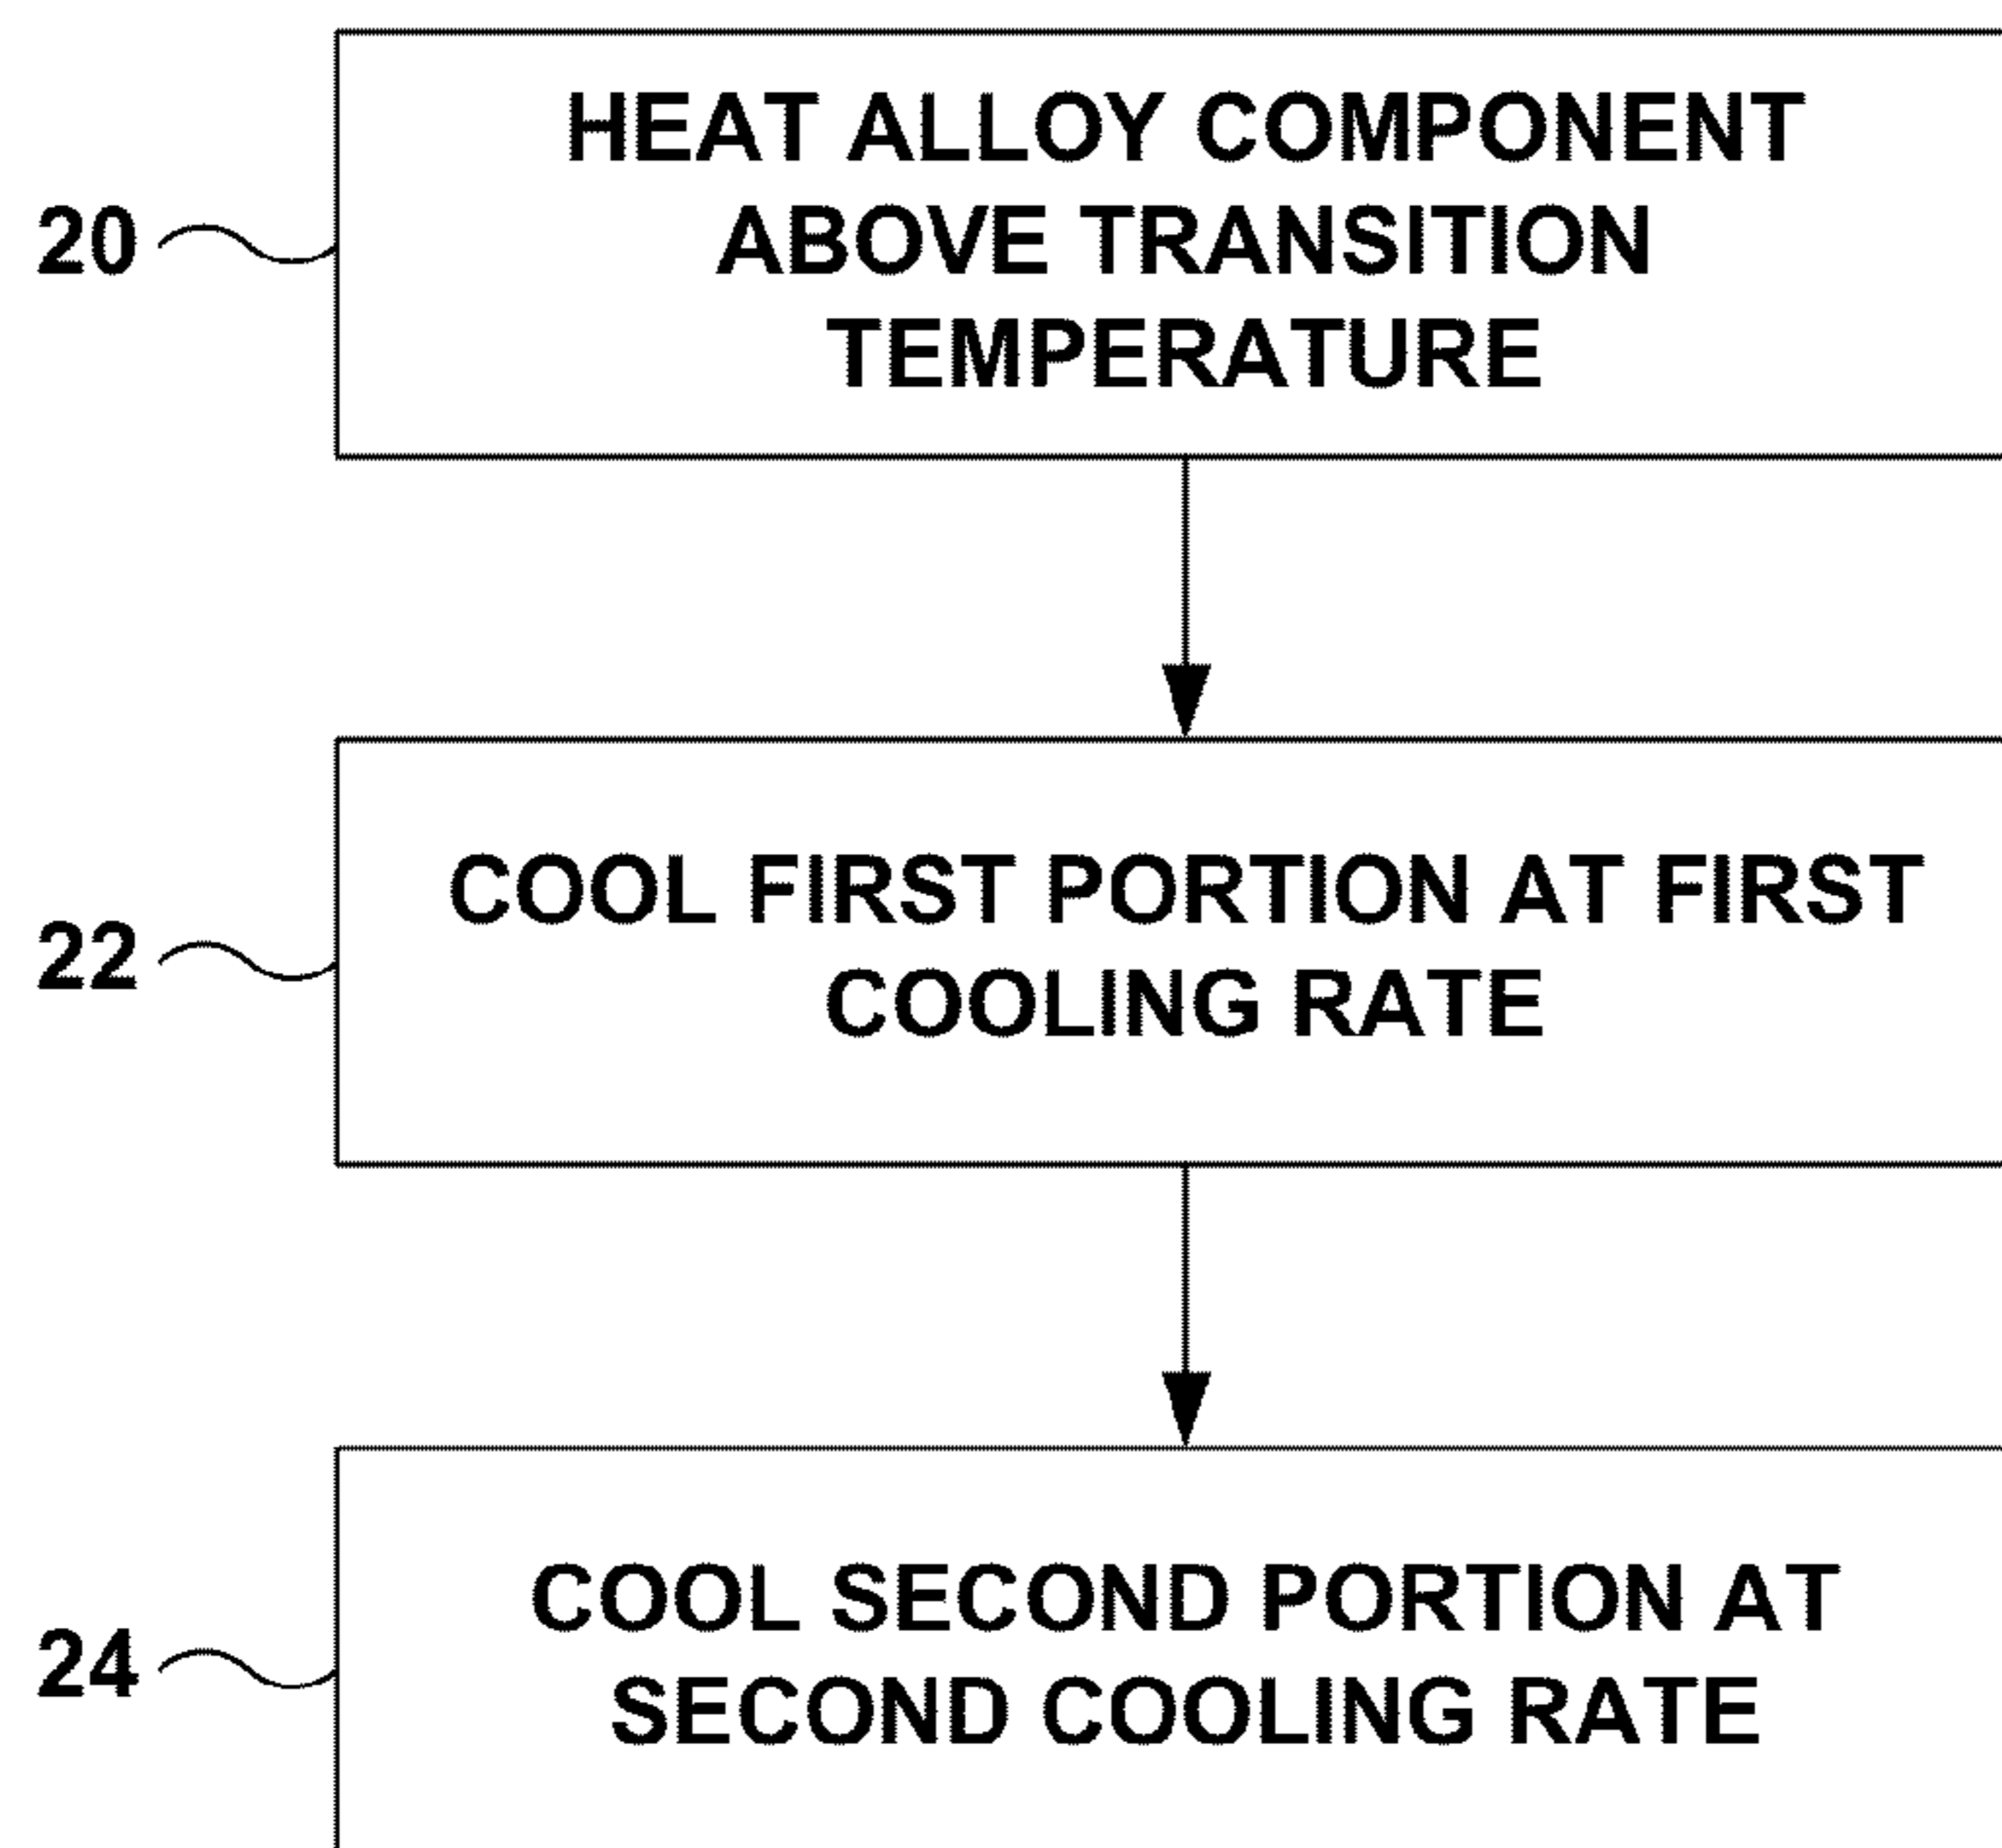 20
HEAT ALLOY COMPONENT
ABOVE TRANSITION
TEMPERATURE
22
COOL FIRST PORTION AT FIRST
COOLING RATE
24
COOL SECOND PORTION AT
SECOND COOLING RATE